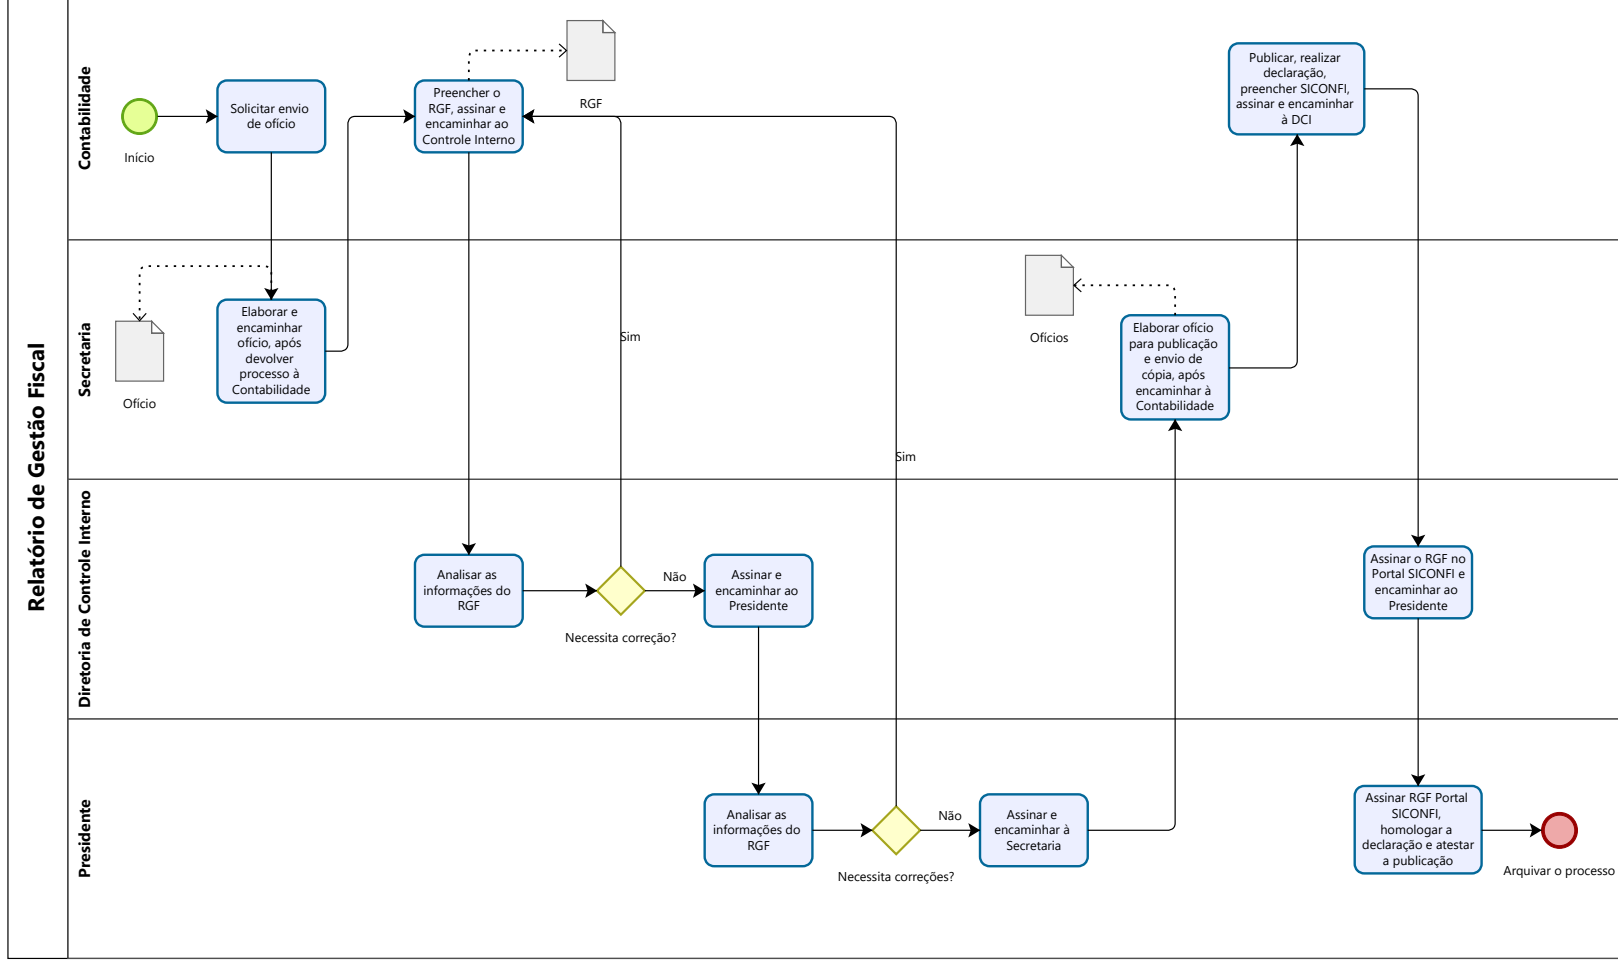 Relatório de Gestão Fiscal
Contabilidade
Início
Solicitar envio
de ofício
Preencher o
RGF, assinar e
encaminhar ao
Controle Interno
RGF
Publicar, realizar
declaração,
preencher SICONFI,
assinar e encaminhar
à DCI
Secretaria
Ofício
Elaborar e
encaminhar
ofício, após
devolver
processo à
Contabilidade
Sim
Sim
Ofícios
Elaborar ofício
para publicação
e envio de
cópia, após
encaminhar à
Contabilidade
Diretoria de Controle Interno
Analisar as
informações do
RGF
Necessita correção?
Não
Assinar e
encaminhar ao
Presidente
Assinar o RGF no
Portal SICONFI e
encaminhar ao
Presidente
Presidente
Analisar as
informações do
RGF
Necessita correções?
Não
Assinar e
encaminhar à
Secretaria
Assinar RGF Portal
SICONFI,
homologar a
declaração e atestar
a publicação
Arquivar o processo